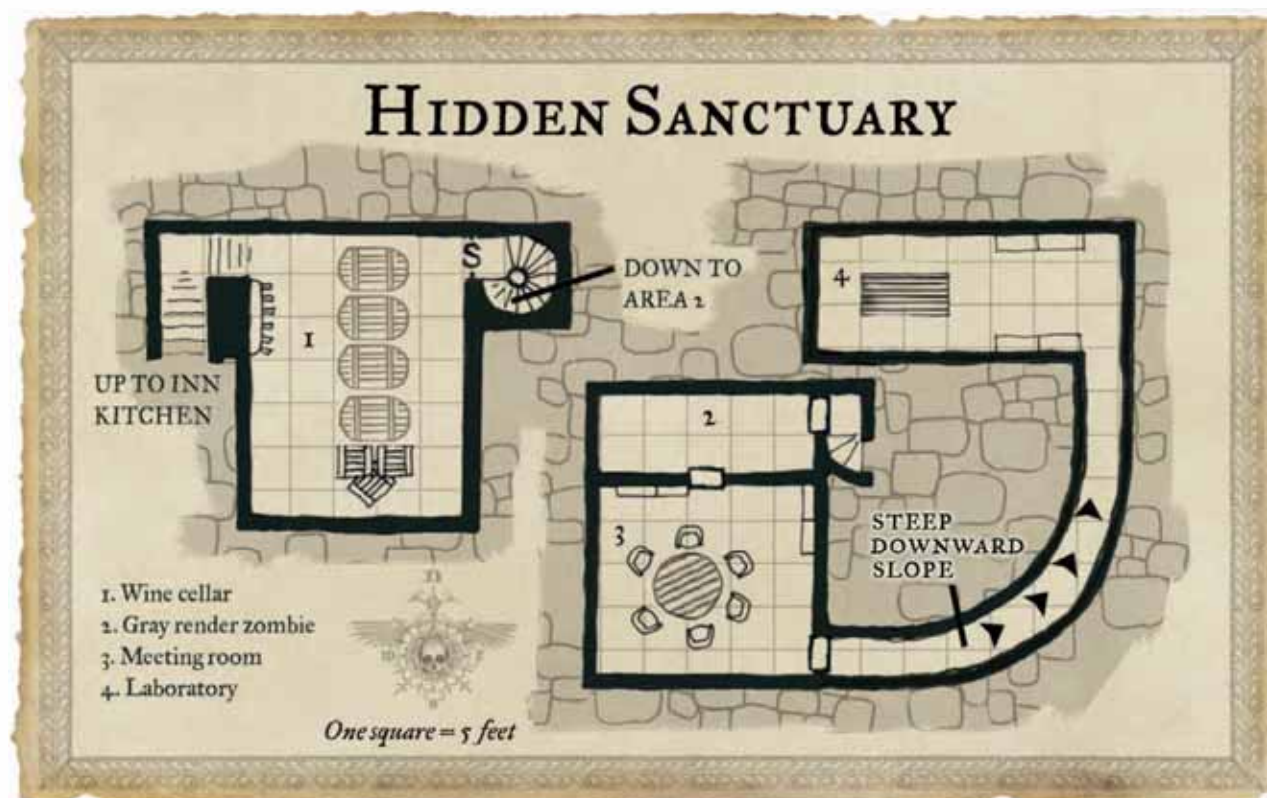 HIDDEN SANCTUARY
S
DOWN TO
AREA 2
4
1
UP TO INN
KITCHEN
2
3
STEEP
DOWNWARD
SLOPE
1. Wine cellar
2. Gray render zombie
3. Meeting room
4. Laboratory
One square = 5 feet